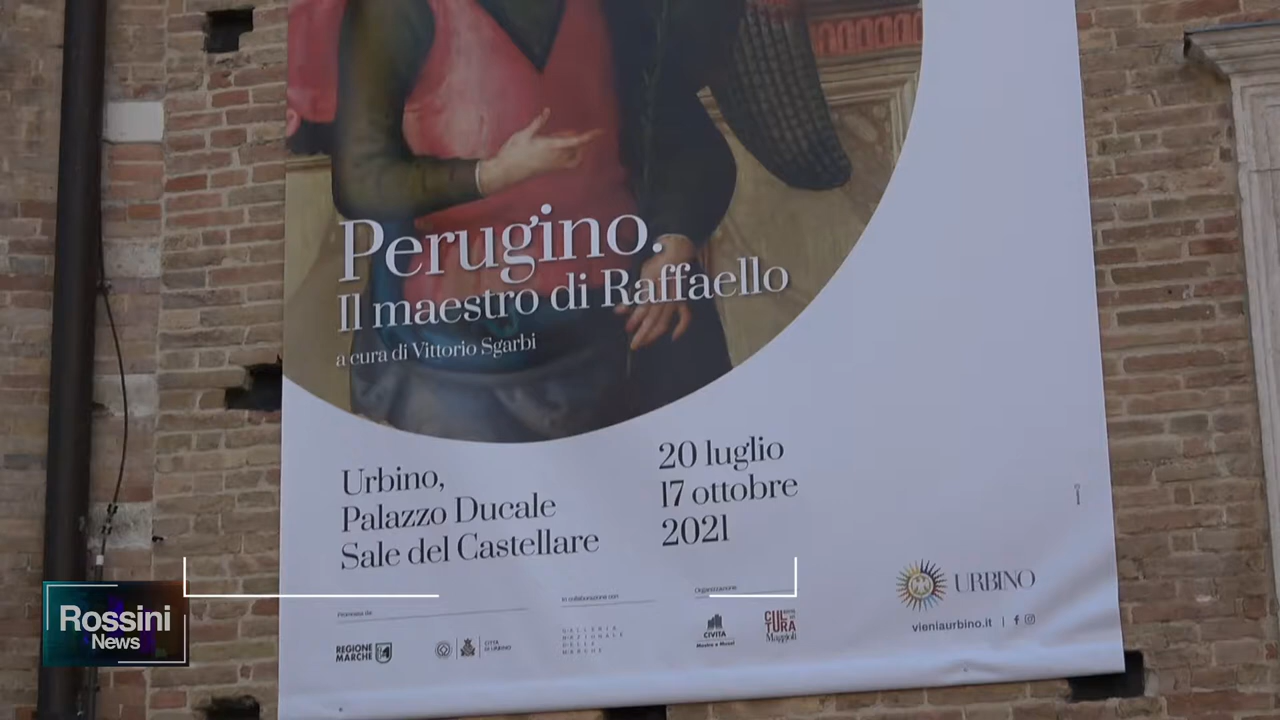 Perugino.
Il maestro di Raffaello
a cura di Vittorio Sgarbi
Urbino,
Palazzo Ducale
Sale del Castellare
20 luglio
17 ottobre
2021
Promossa da
REGIONE
MARCHE
CITTÀ
DI URBINO
In collaborazione con
GALLERIA
NAZIONALE
DELLE
MARCHE
Organizzazione
CIVITA
Mostre e Musei
CULTURA
Maggioli
URBINO
vieniaurbino.it |
Rossini
News